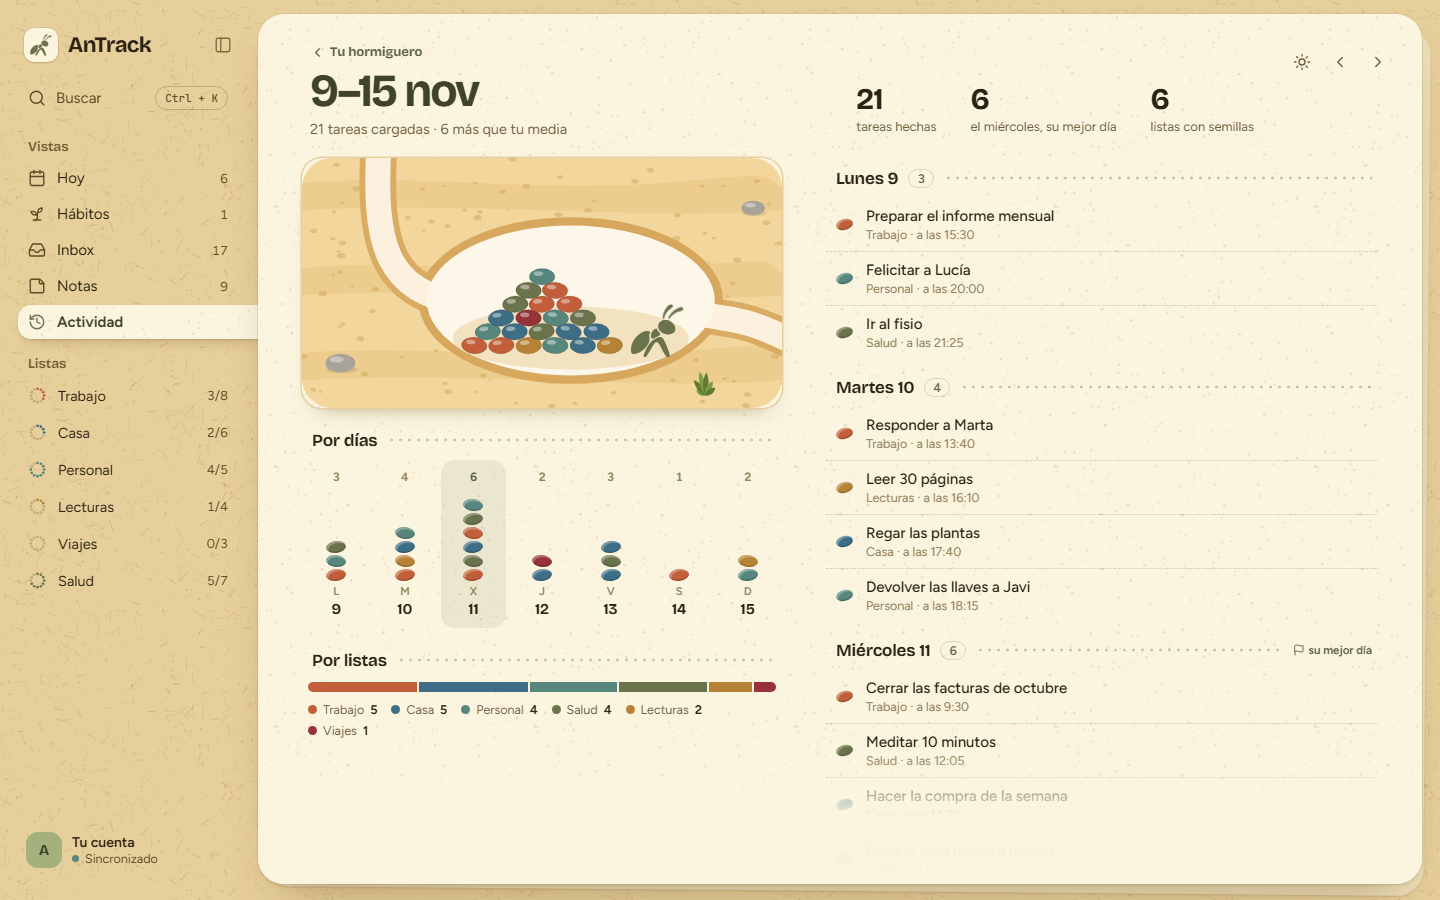 AnTrack
Buscar
Ctrl + K
Vistas
Hoy 6
Hábitos 1
Inbox 17
Notas 9
Actividad
Listas
Trabajo 3/8
Casa 2/6
Personal 4/5
Lecturas 1/4
Viajes 0/3
Salud 5/7
A
Tu cuenta
Sincronizado
Tu hormiguero
9–15 nov
21 tareas cargadas · 6 más que tu media
Por días
3 4 6 2 3 1 2
L M X J V S D
9 10 11 12 13 14 15
Por listas
Trabajo 5 Casa 5 Personal 4 Salud 4 Lecturas 2
Viajes 1
21 6 6
tareas hechas el miércoles, su mejor día listas con semillas
Lunes 9 3
Preparar el informe mensual
Trabajo · a las 15:30
Felicitar a Lucía
Personal · a las 20:00
Ir al fisio
Salud · a las 21:25
Martes 10 4
Responder a Marta
Trabajo · a las 13:40
Leer 30 páginas
Lecturas · a las 16:10
Regar las plantas
Casa · a las 17:40
Devolver las llaves a Javi
Personal · a las 18:15
Miércoles 11 6 su mejor día
Cerrar las facturas de octubre
Trabajo · a las 9:30
Meditar 10 minutos
Salud · a las 12:05
Hacer la compra de la semana
Casa · a las
Pedir el logo nuevo a diseño